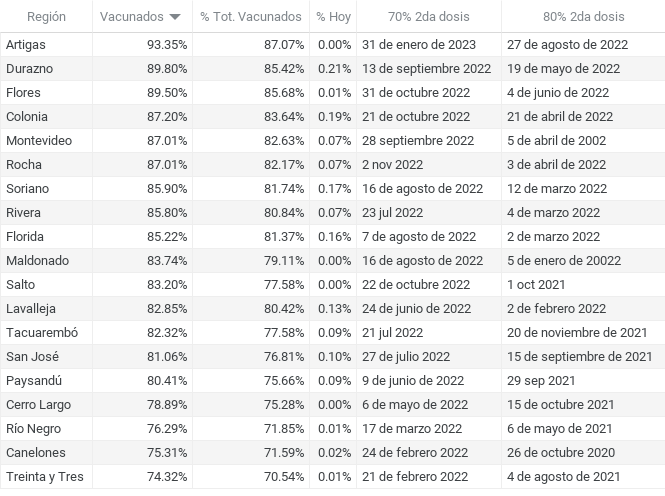 Región Vacunados % Tot. Vacunados % Hoy 70% 2da dosis 80% 2da dosis
Artigas 93.35% 87.07% 0.00% 31 de enero de 2023 27 de agosto de 2022
Durazno 89.80% 85.42% 0.21% 13 de septiembre 2022 19 de mayo de 2022
Flores 89.50% 85.68% 0.01% 31 de octubre 2022 4 de junio de 2022
Colonia 87.20% 83.64% 0.19% 21 de octubre 2022 21 de abril de 2022
Montevideo 87.01% 82.63% 0.07% 28 septiembre 2022 5 de abril de 2002
Rocha 87.01% 82.17% 0.07% 2 nov 2022 3 de abril de 2022
Soriano 85.90% 81.74% 0.17% 16 de agosto de 2022 12 de marzo 2022
Rivera 85.80% 80.84% 0.07% 23 jul 2022 4 de marzo 2022
Florida 85.22% 81.37% 0.16% 7 de agosto de 2022 2 de marzo 2022
Maldonado 83.74% 79.11% 0.00% 16 de agosto de 2022 5 de enero de 20022
Salto 83.20% 77.58% 0.00% 22 de octubre 2022 1 oct 2021
Lavalleja 82.85% 80.42% 0.13% 24 de junio de 2022 2 de febrero 2022
Tacuarembó 82.32% 77.58% 0.09% 21 jul 2022 20 de noviembre de 2021
San José 81.06% 76.81% 0.10% 27 de julio 2022 15 de septiembre de 2021
Paysandú 80.41% 75.66% 0.09% 9 de junio de 2022 29 sep 2021
Cerro Largo 78.89% 75.28% 0.00% 6 de mayo de 2022 15 de octubre 2021
Río Negro 76.29% 71.85% 0.01% 17 de marzo 2022 6 de mayo de 2021
Canelones 75.31% 71.59% 0.02% 24 de febrero 2022 26 de octubre 2020
Treinta y Tres 74.32% 70.54% 0.01% 21 de febrero 2022 4 de agosto de 2021